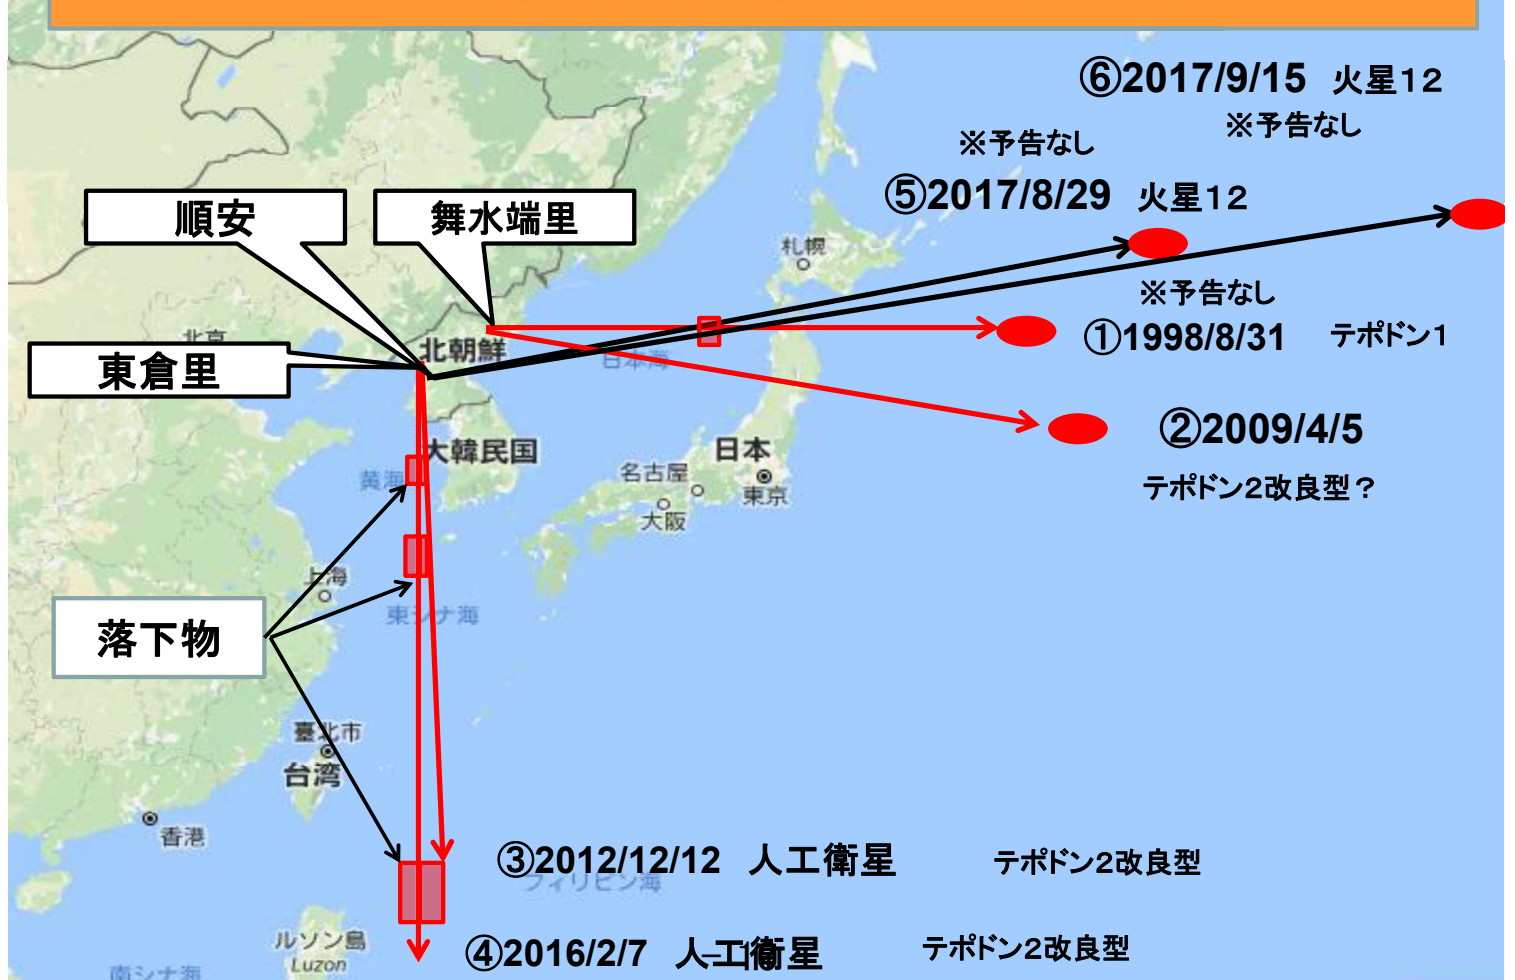 ⑥2017/9/15 火星12
※予告なし
※予告なし
⑤2017/8/29 火星12
順安
舞水端里
札幌
※予告なし
①1998/8/31 テポドン1
北京
北朝鮮
日本海
東倉里
②2009/4/5
大韓民国
日本
黄海
名古屋
東京
テポドン2改良型?
大阪
上海
東シナ海
落下物
臺北市
台湾
香港
③2012/12/12 人工衛星 テポドン2改良型
フィリピン海
ルソン島
Luzon
④2016/2/7 人工衛星 テポドン2改良型
南シナ海